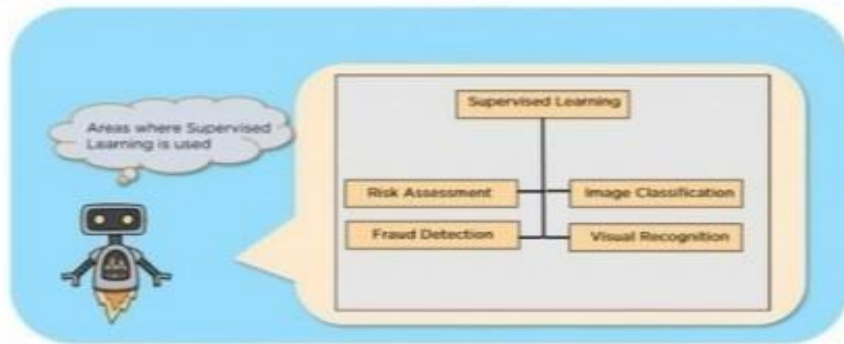 Areas where Supervised
Learning is used
Supervised Learning
Risk Assessment
Image Classification
Fraud Detection
Visual Recognition